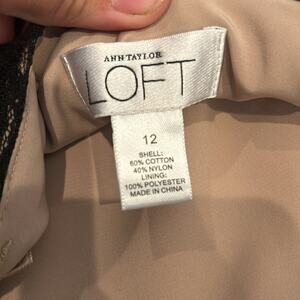 ANN TAYLOR
LOFT
12
SHELL:
60% COTTON
40% NYLON
LINING:
100% POLYESTER
MADE IN CHINA